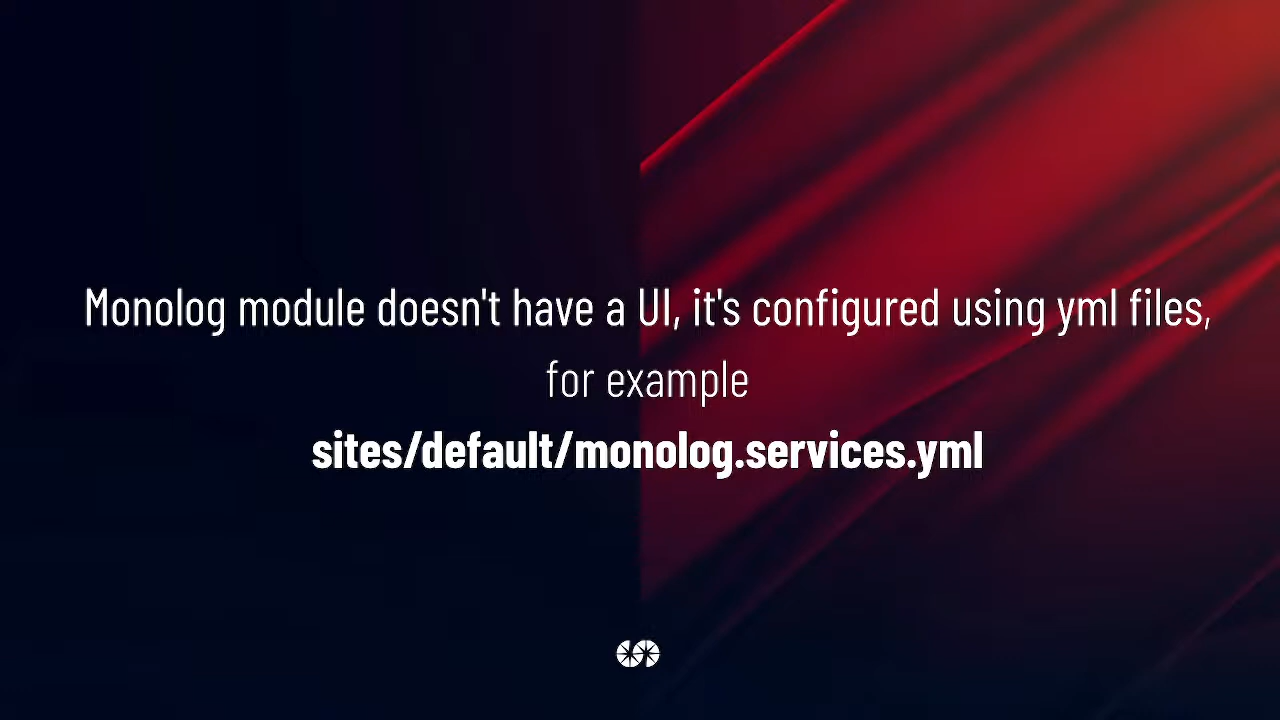 Monolog module doesn't have a UI, it's configured using yml files,
for example
sites/default/monolog.services.yml